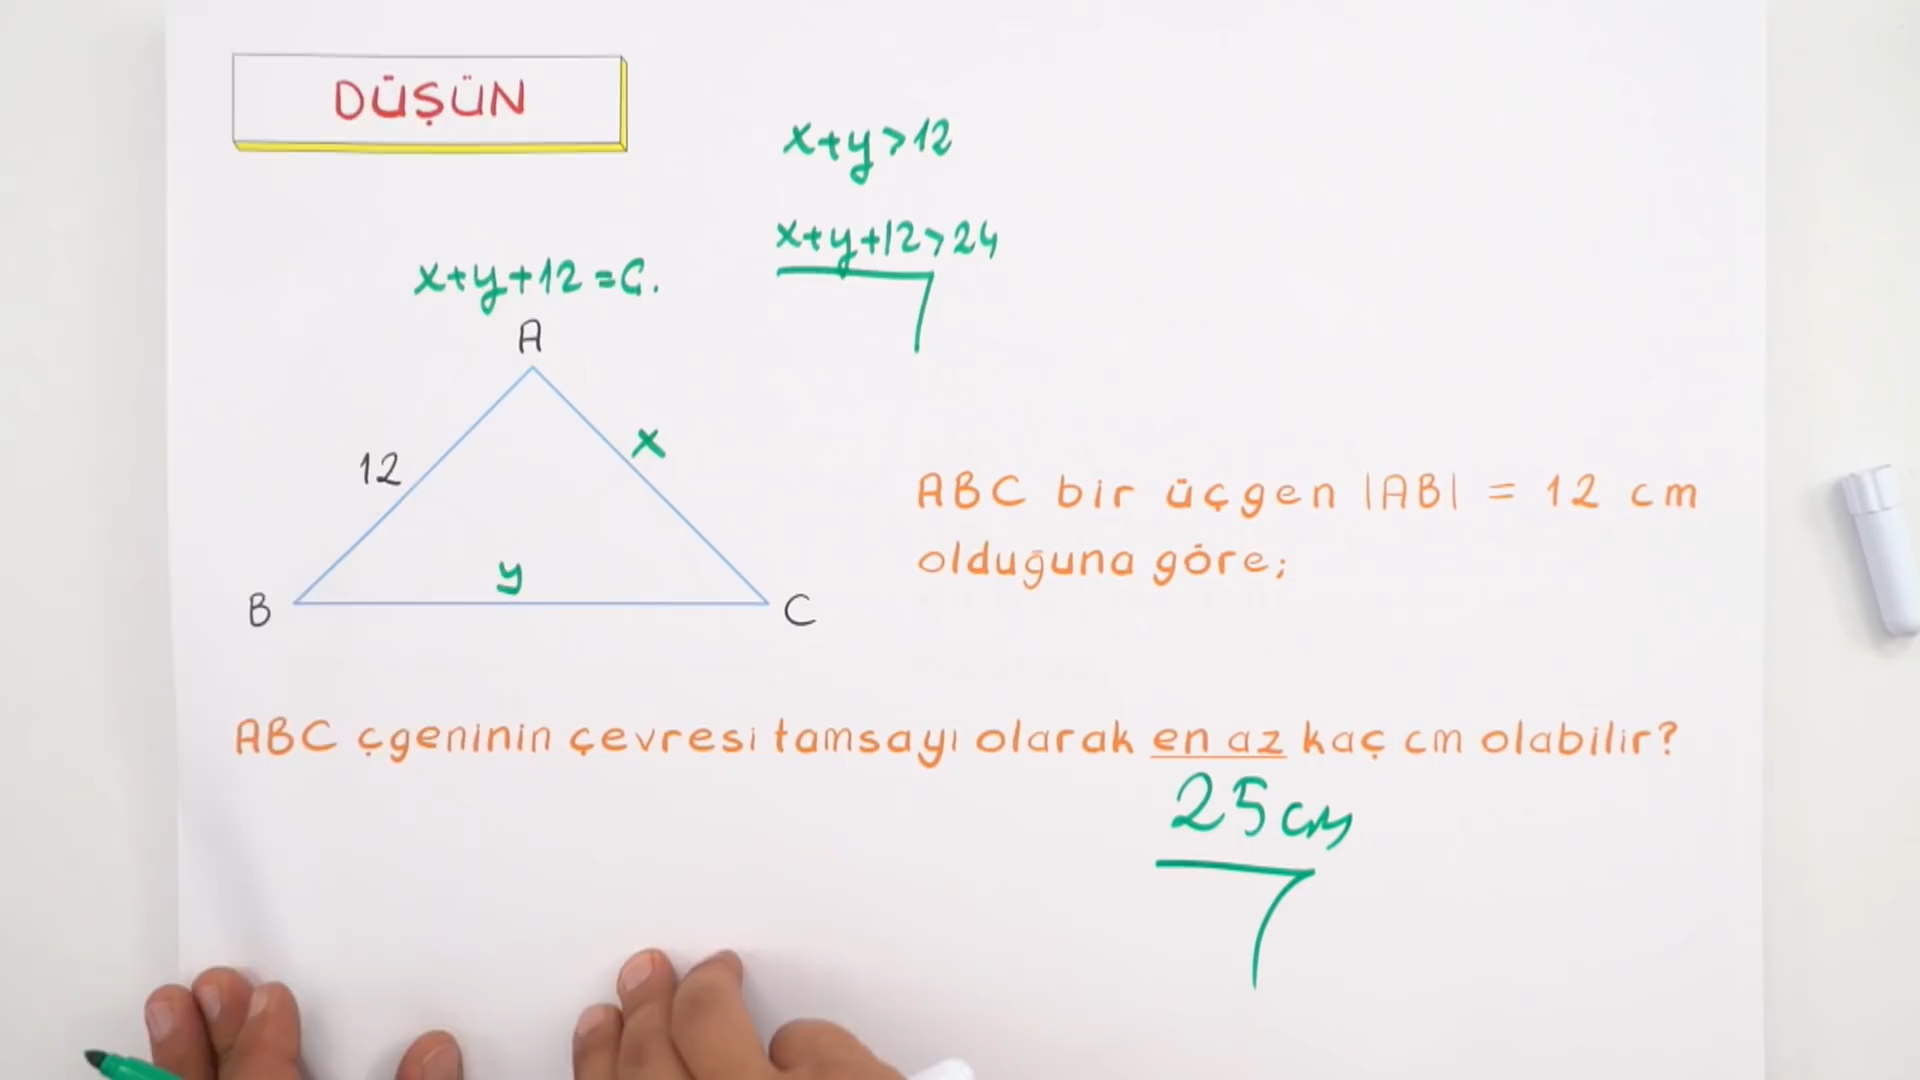 DÜŞÜN
x+y>12
x+y+12>24
x+y+12=Ç.
A
12
x
y
B
C
ABC bir üçgen |AB| = 12 cm
olduğuna göre;
ABC çgeninin çevresi tamsayı olarak en az kaç cm olabilir?
25 cm